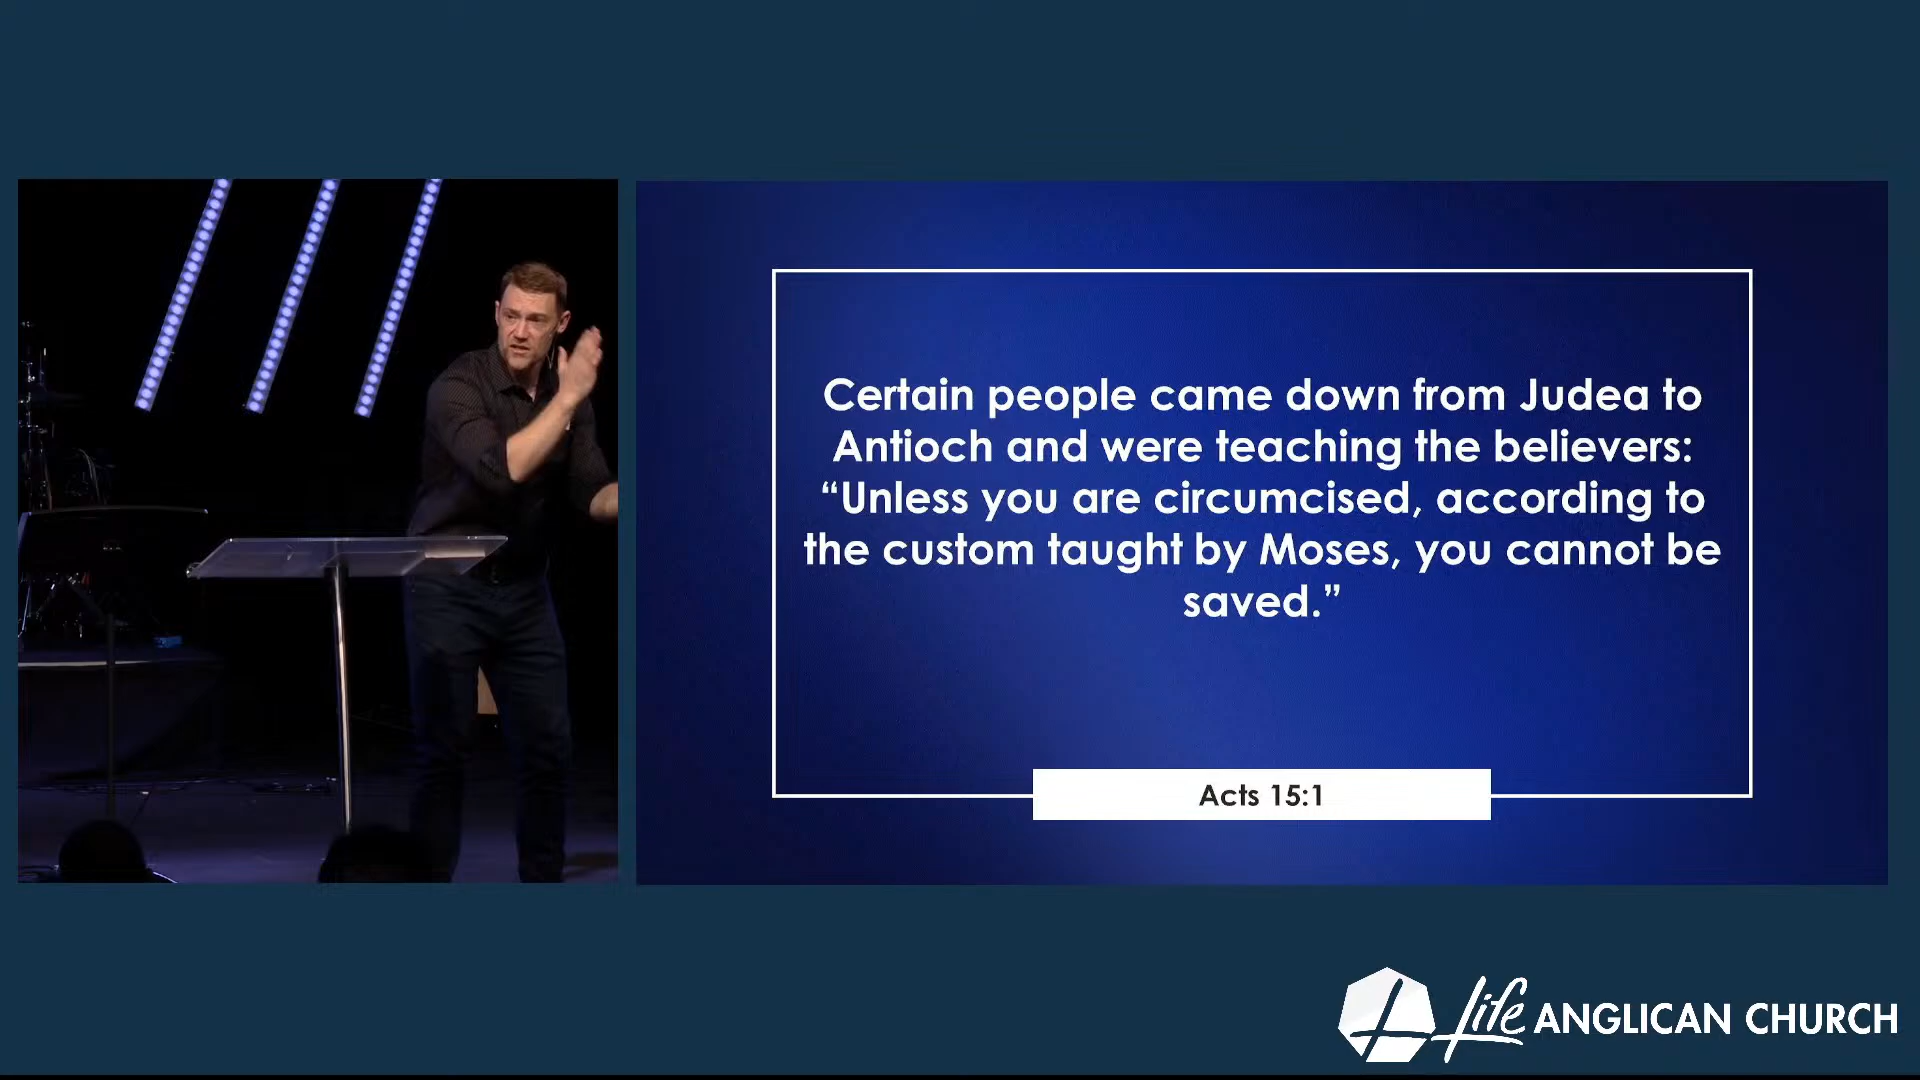 Certain people came down from Judea to
Antioch and were teaching the believers:
“Unless you are circumcised, according to
the custom taught by Moses, you cannot be
saved.”
Acts 15:1
Life ANGLICAN CHURCH